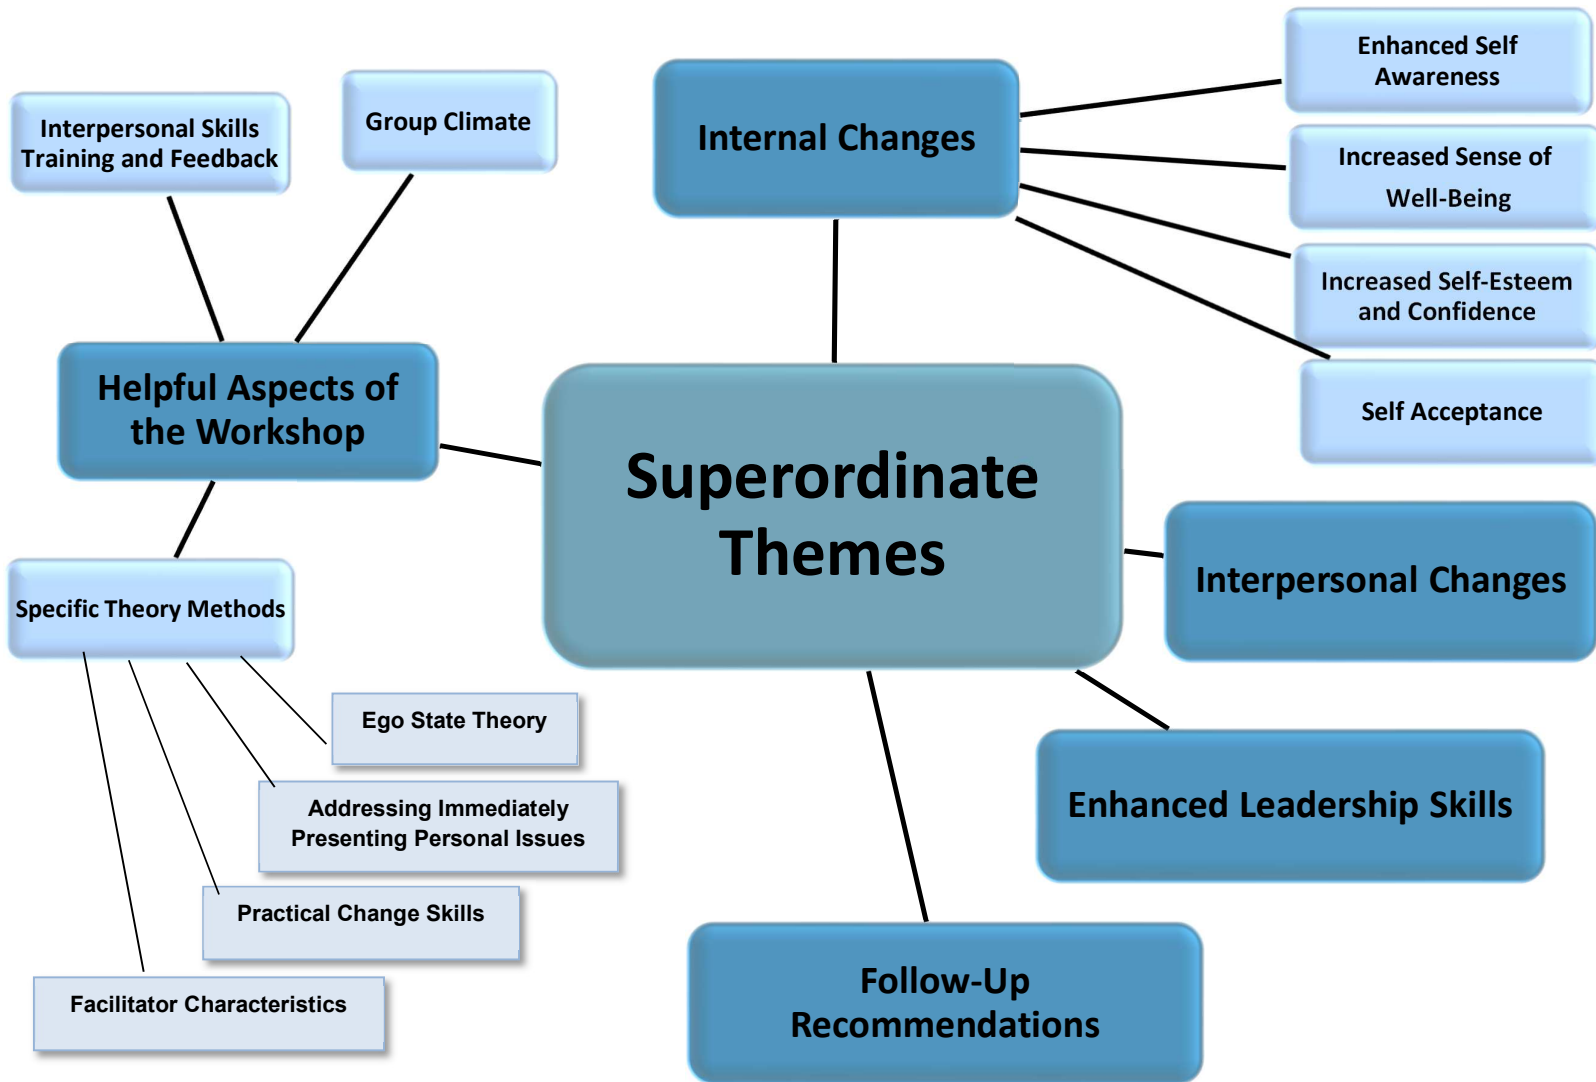 Enhanced Self
Awareness
Interpersonal Skills
Training and Feedback
Group Climate
Internal Changes
Increased Sense of
Well-Being
Increased Self-Esteem
and Confidence
Helpful Aspects of
the Workshop
Self Acceptance
Superordinate
Themes
Interpersonal Changes
Specific Theory Methods
Ego State Theory
Addressing Immediately
Presenting Personal Issues
Enhanced Leadership Skills
Practical Change Skills
Facilitator Characteristics
Follow-Up
Recommendations